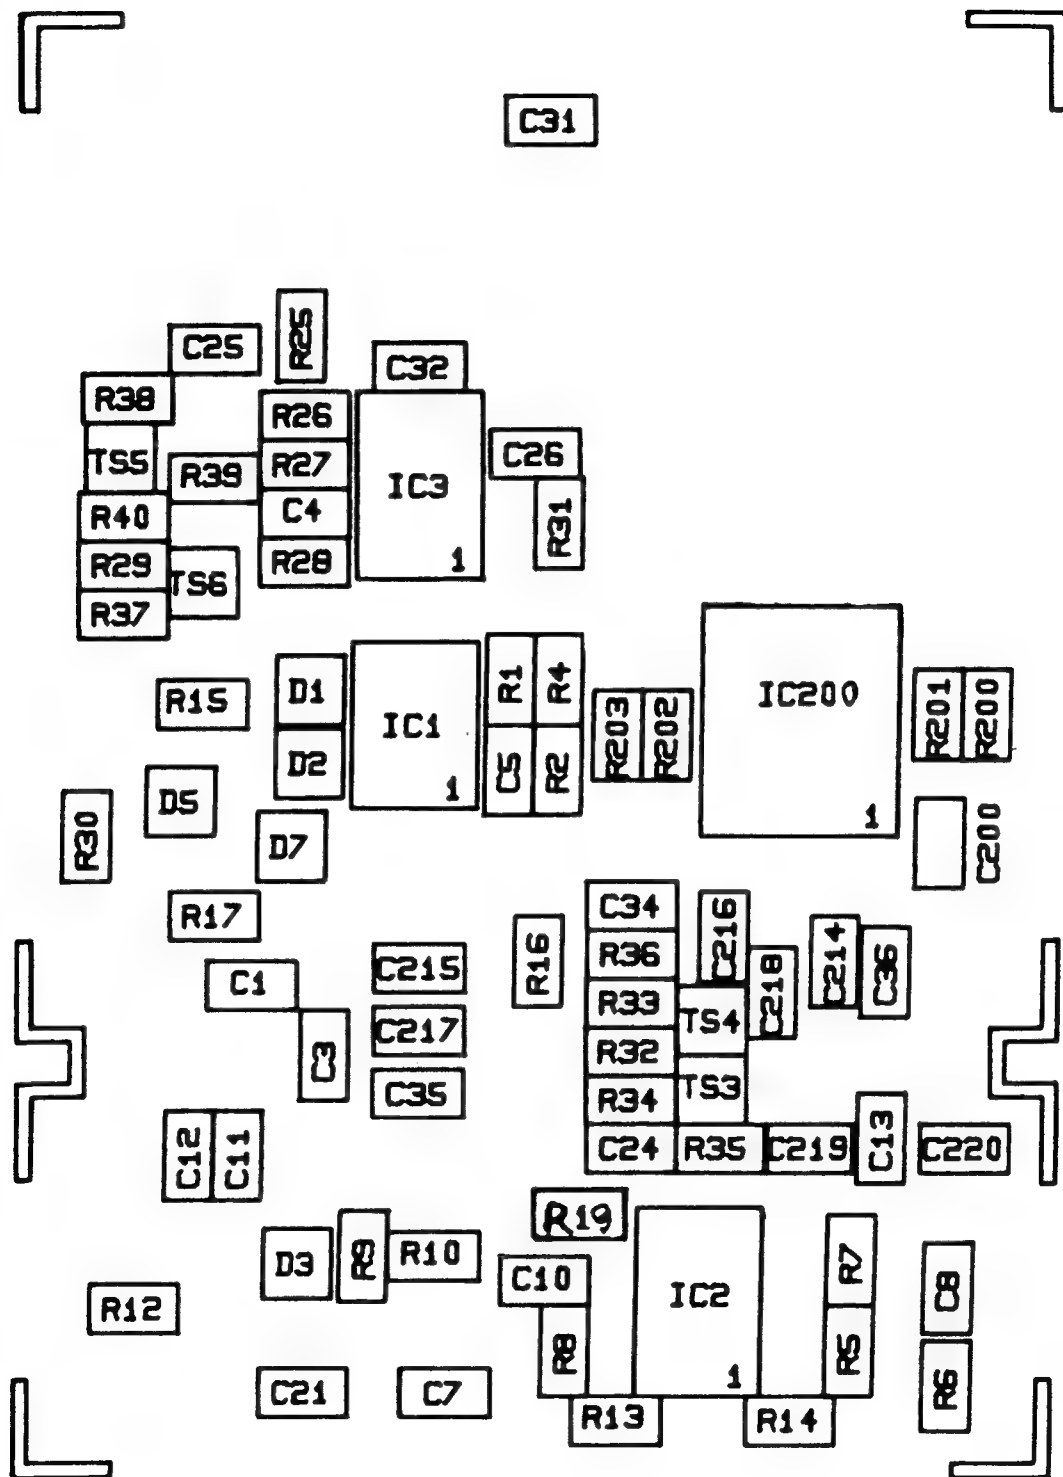 C31
R25
C25
C32
R38
R26
C26
TS5
R39
R27
IC3
R40
C4
R31
R29
TS6
R28
1
R37
R15
D1
IC1
R1
R4
R203
R202
IC200
R201
R200
D2
C5
R2
D5
1
1
R30
D7
C200
R17
C34
C216
R16
R36
C214
C36
C1
C215
C218
R33
TS4
C3
C217
R32
C35
R34
TS3
C12
C11
C24
R35
C219
C13
C220
R19
D3
R9
R10
C10
IC2
R7
C8
R12
R8
R5
C21
C7
1
R6
R13
R14